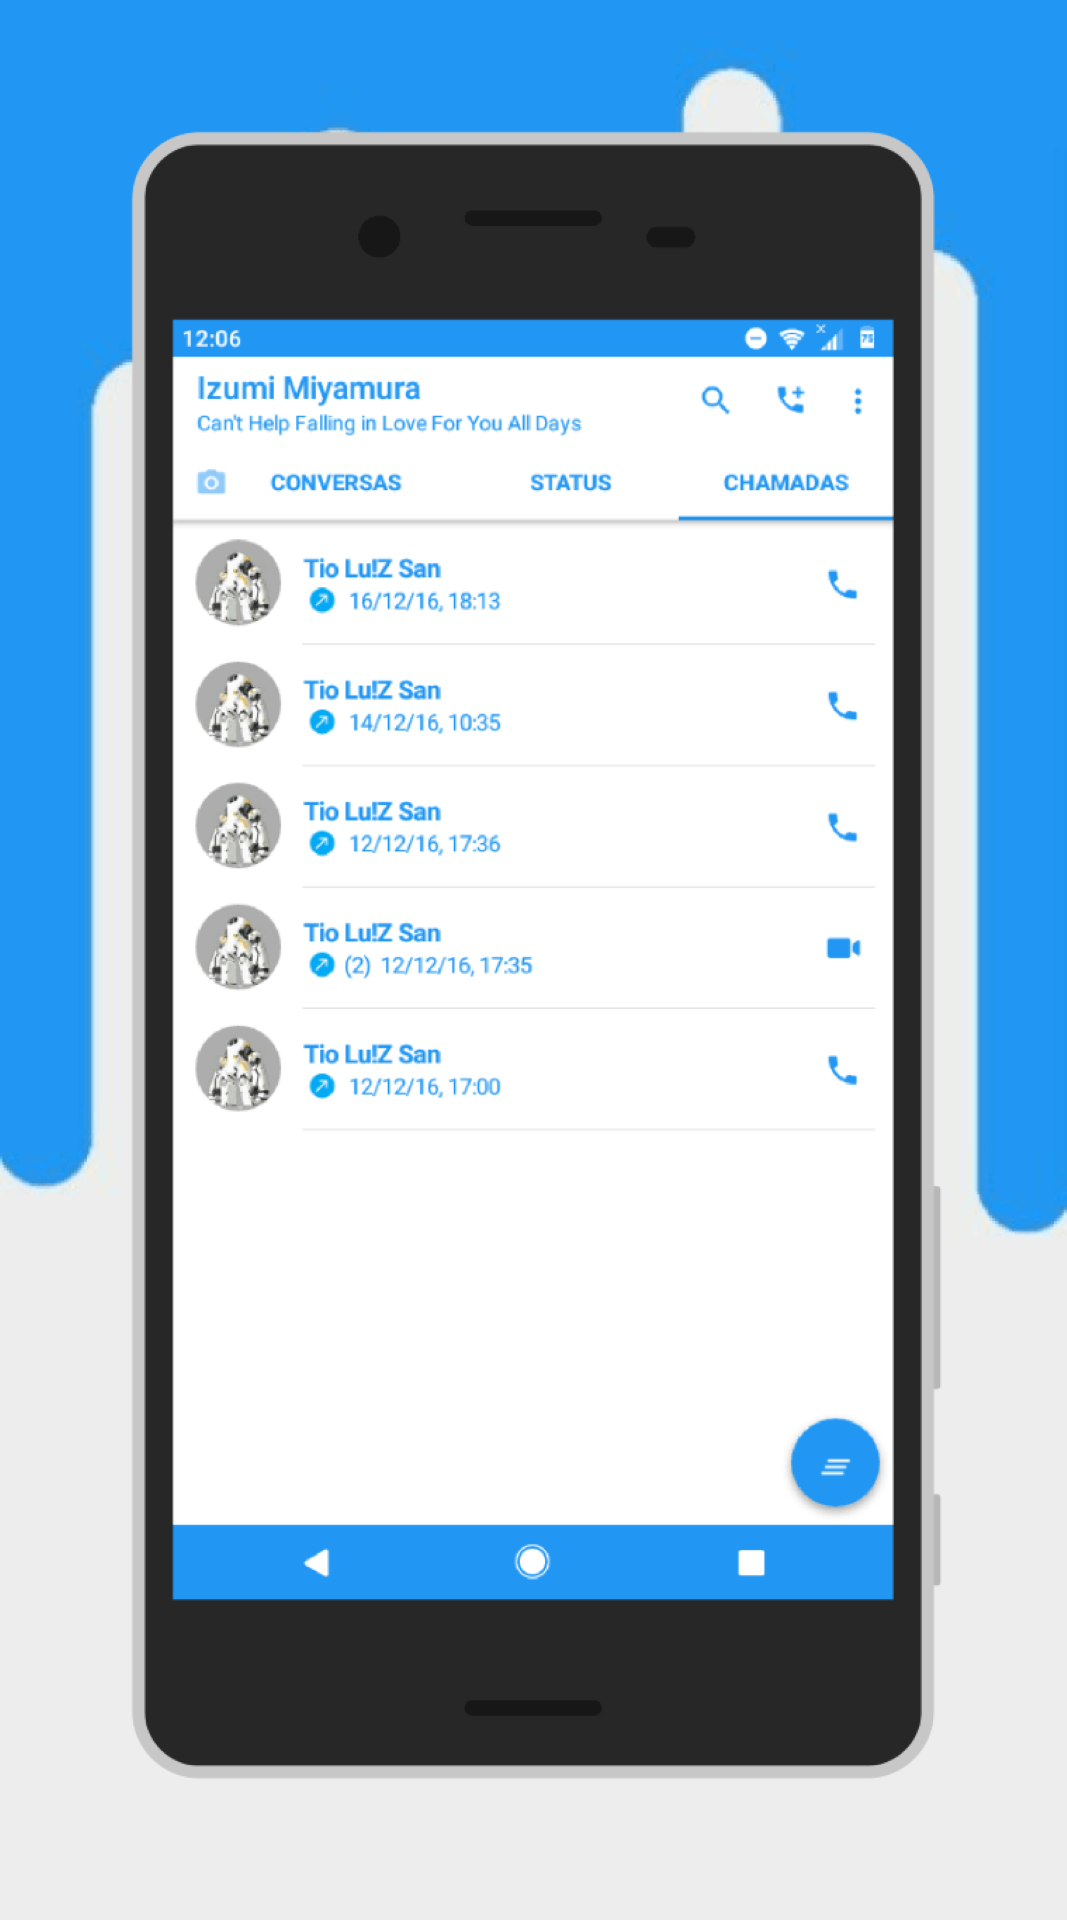 12:06
Izumi Miyamura
Can't Help Falling in Love For You All Days
CONVERSAS STATUS CHAMADAS
Tio Lu!Z San
16/12/16, 18:13
Tio Lu!Z San
14/12/16, 10:35
Tio Lu!Z San
12/12/16, 17:36
Tio Lu!Z San
(2) 12/12/16, 17:35
Tio Lu!Z San
12/12/16, 17:00